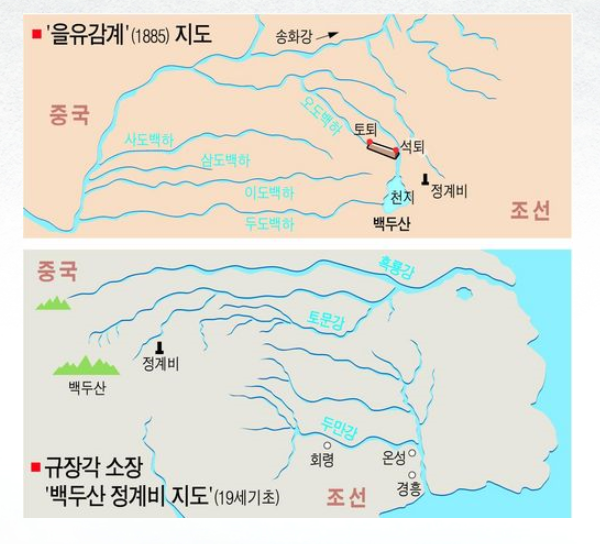 '을유감계'(1885) 지도
송화강
중국
오도백하
토퇴
석퇴
사도백하
삼도백하
이도백하
두도백하
천지
정계비
백두산
조선
중국
흑룡강
토문강
정계비
백두산
두만강
회령
온성
경흥
규장각 소장
'백두산 정계비 지도'(19세기초)
조선